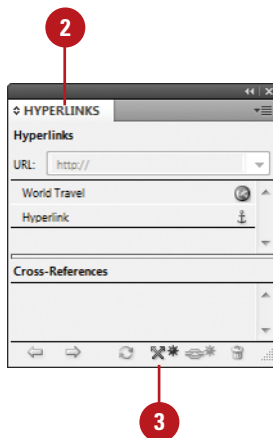 2
HYPERLINKS
Hyperlinks
URL: http://
World Travel
Hyperlink
Cross-References
3